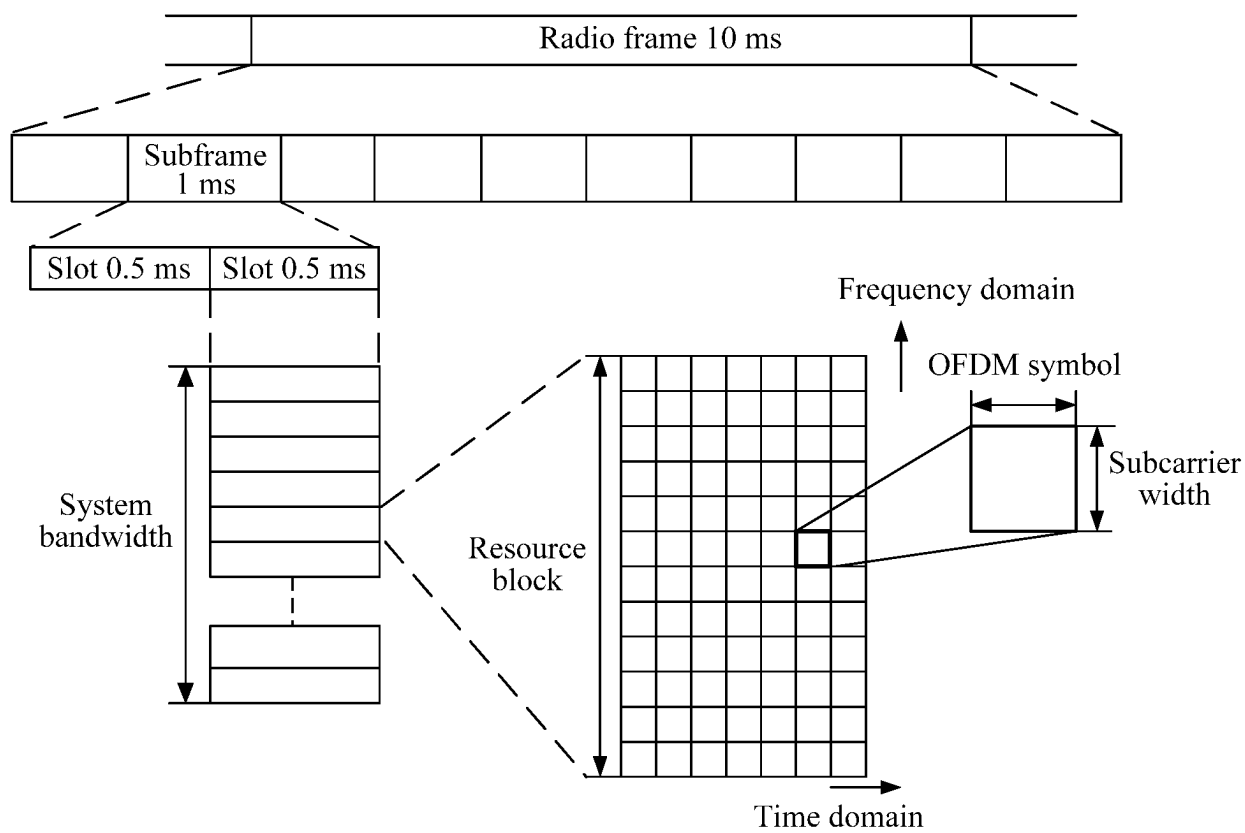 Radio frame 10 ms
Subframe
1 ms
Slot 0.5 ms
Slot 0.5 ms
Frequency domain
OFDM symbol
Subcarrier
width
System
bandwidth
Resource
block
Time domain